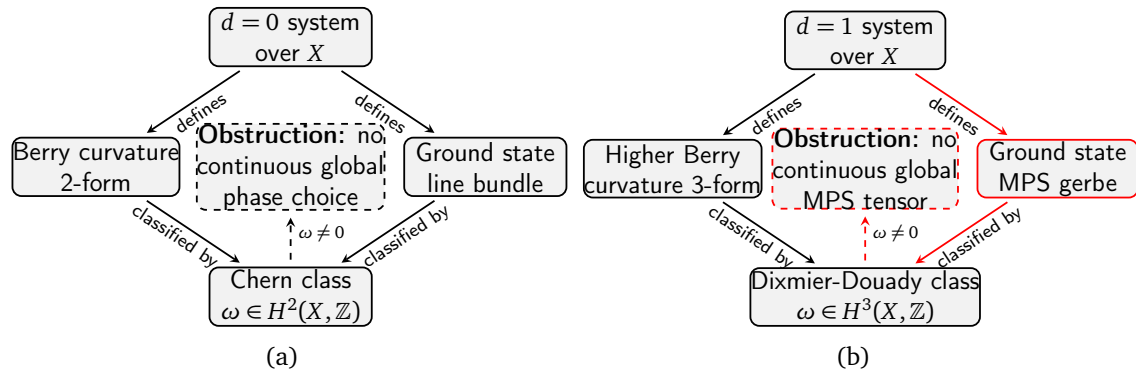 d = 0 system
over X
defines
defines
Berry curvature
2-form
Obstruction: no
continuous global
phase choice
Ground state
line bundle
classified by
ω ≠ 0
classified by
Chern class
ω ∈ H²(X, ℤ)
(a)
d = 1 system
over X
defines
defines
Higher Berry
curvature 3-form
Obstruction: no
continuous global
MPS tensor
Ground state
MPS gerbe
classified by
ω ≠ 0
classified by
Dixmier-Douady class
ω ∈ H³(X, ℤ)
(b)